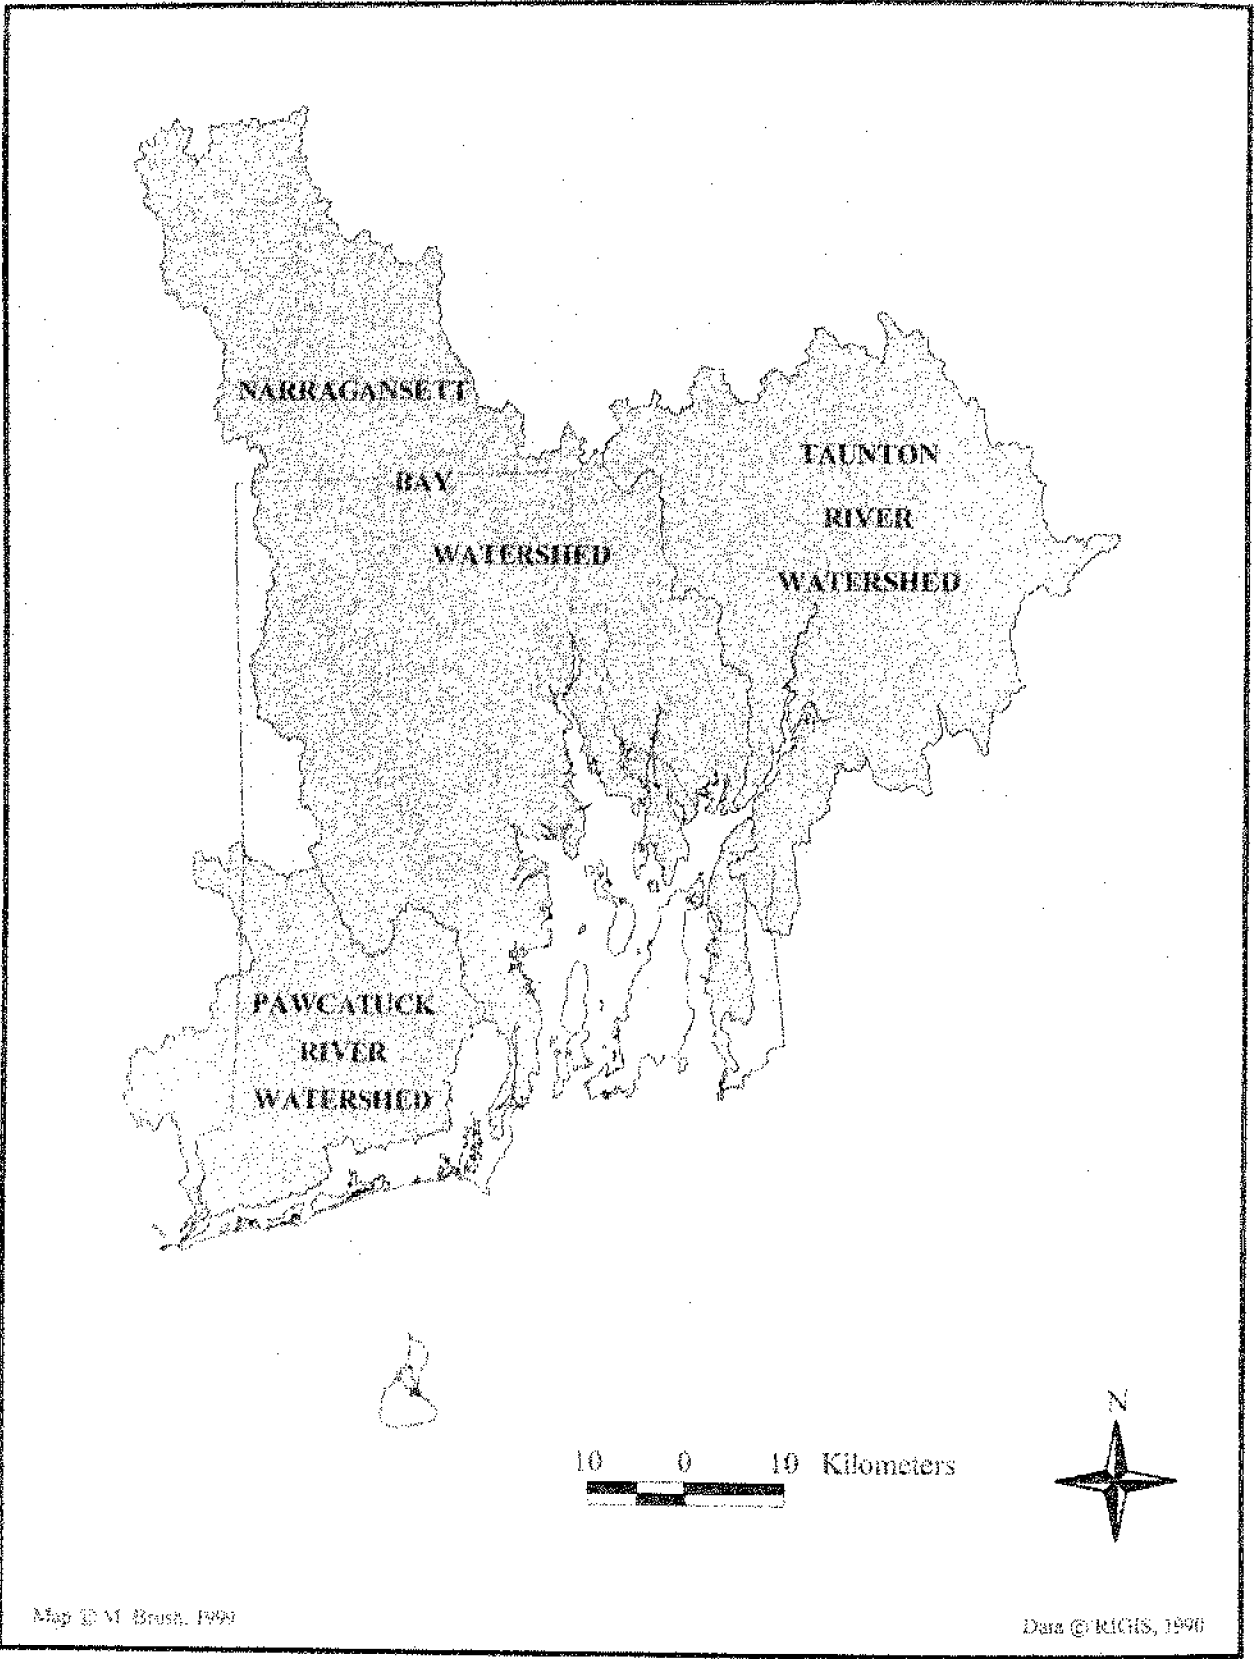 NARRAGANSETT
BAY
WATERSHED
TAUNTON
RIVER
WATERSHED
PAWCATUCK
RIVER
WATERSHED
N
10 0 10 Kilometers
Map © M. Brush, 1999
Data © RIGIS, 1990